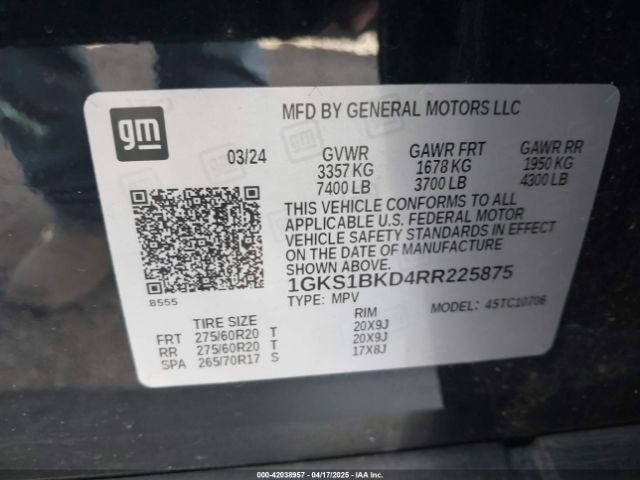 gm
MFD BY GENERAL MOTORS LLC
03/24 GVWR GAWR FRT GAWR RR
3357 KG 1678 KG 1950 KG
7400 LB 3700 LB 4300 LB
THIS VEHICLE CONFORMS TO ALL
APPLICABLE U.S. FEDERAL MOTOR
VEHICLE SAFETY STANDARDS IN EFFECT
ON THE DATE OF MANUFACTURE
SHOWN ABOVE.
1GKS1BKD4RR225875
8555
TYPE: MPV MODEL: 45TC10706
TIRE SIZE RIM
FRT 275/60R20 T 20X9J
RR 275/60R20 T 20X9J
SPA 265/70R17 S 17X8J
000-42038957 - 04/17/2025 - IAAI.COM